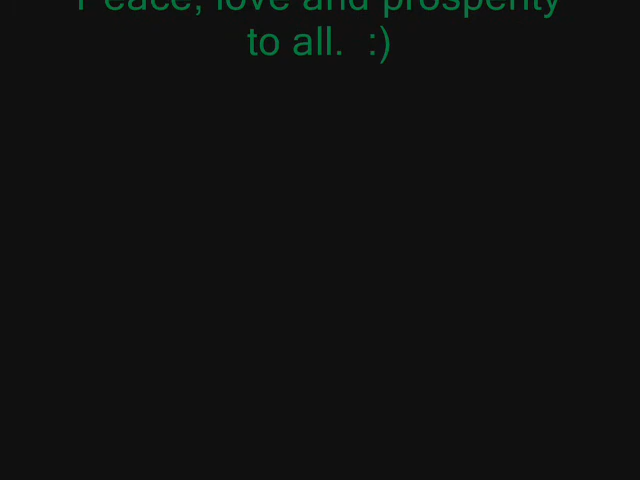 Peace, love and prosperity
to all.  :)